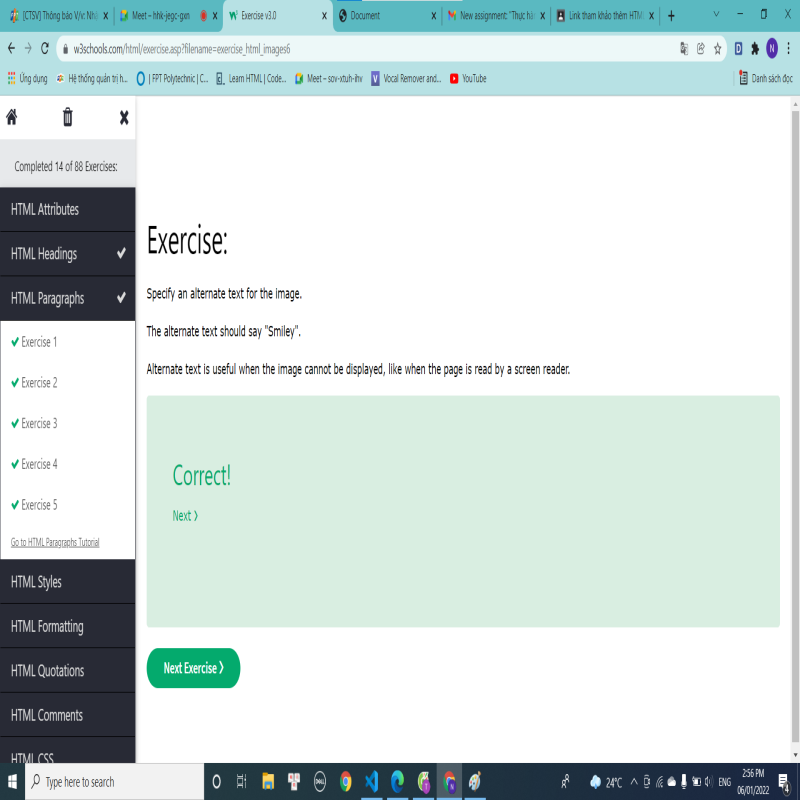 [CTSV] Thông báo V/v: Nhậ
Meet – hhk-jegc-gxn
Exercise v3.0
Document
New assignment: "Thực hàn
Link tham khảo thêm HTML
w3schools.com/html/exercise.asp?filename=exercise_html_images6
N
Ứng dụng
Hệ thống quản trị h...
| FPT Polytechnic | C...
Learn HTML | Code...
Meet – sov-xtuh-ihv
Vocal Remover and...
YouTube
Danh sách đọc
Completed 14 of 88 Exercises:
HTML Attributes
HTML Headings
HTML Paragraphs
Exercise 1
Exercise 2
Exercise 3
Exercise 4
Exercise 5
Go to HTML Paragraphs Tutorial
HTML Styles
HTML Formatting
HTML Quotations
HTML Comments
HTML CSS
Exercise:
Specify an alternate text for the image.
The alternate text should say "Smiley".
Alternate text is useful when the image cannot be displayed, like when the page is read by a screen reader.
Correct!
Next ❯
Next Exercise ❯
Type here to search
DELL
24°C
ENG
2:56 PM
06/01/2022
4